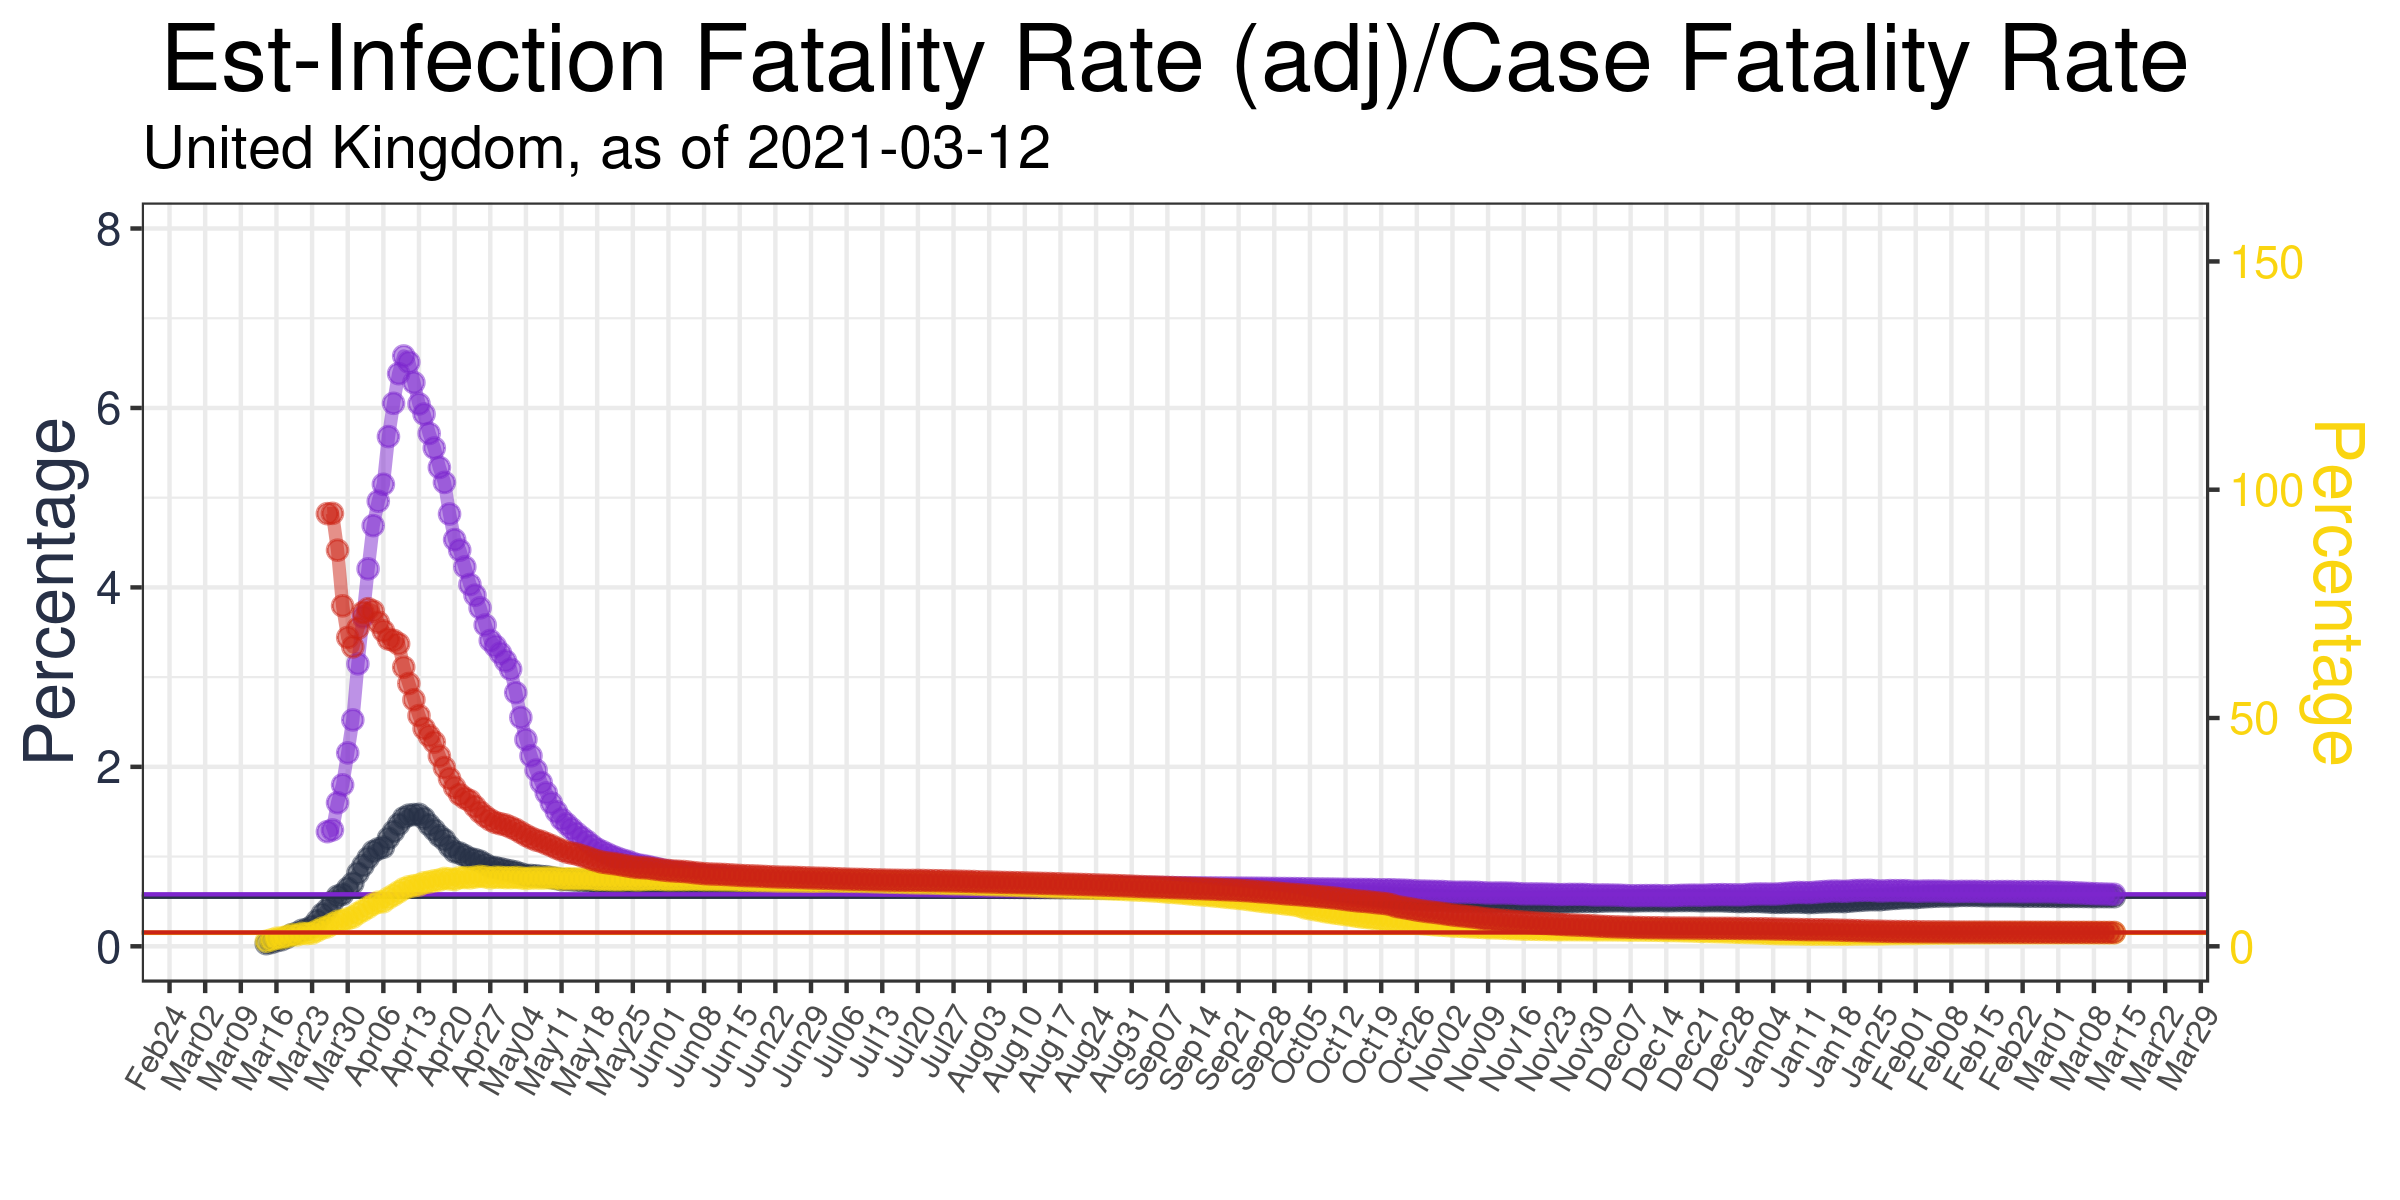 Est-Infection Fatality Rate (adj)/Case Fatality Rate
United Kingdom, as of 2021-03-12
8
6
4
2
0
Percentage
150
100
50
0
Percentage
Feb24
Mar02
Mar09
Mar16
Mar23
Mar30
Apr06
Apr13
Apr20
Apr27
May04
May11
May18
May25
Jun01
Jun08
Jun15
Jun22
Jun29
Jul06
Jul13
Jul20
Jul27
Aug03
Aug10
Aug17
Aug24
Aug31
Sep07
Sep14
Sep21
Sep28
Oct05
Oct12
Oct19
Oct26
Nov02
Nov09
Nov16
Nov23
Nov30
Dec07
Dec14
Dec21
Dec28
Jan04
Jan11
Jan18
Jan25
Feb01
Feb08
Feb15
Feb22
Mar01
Mar08
Mar15
Mar22
Mar29